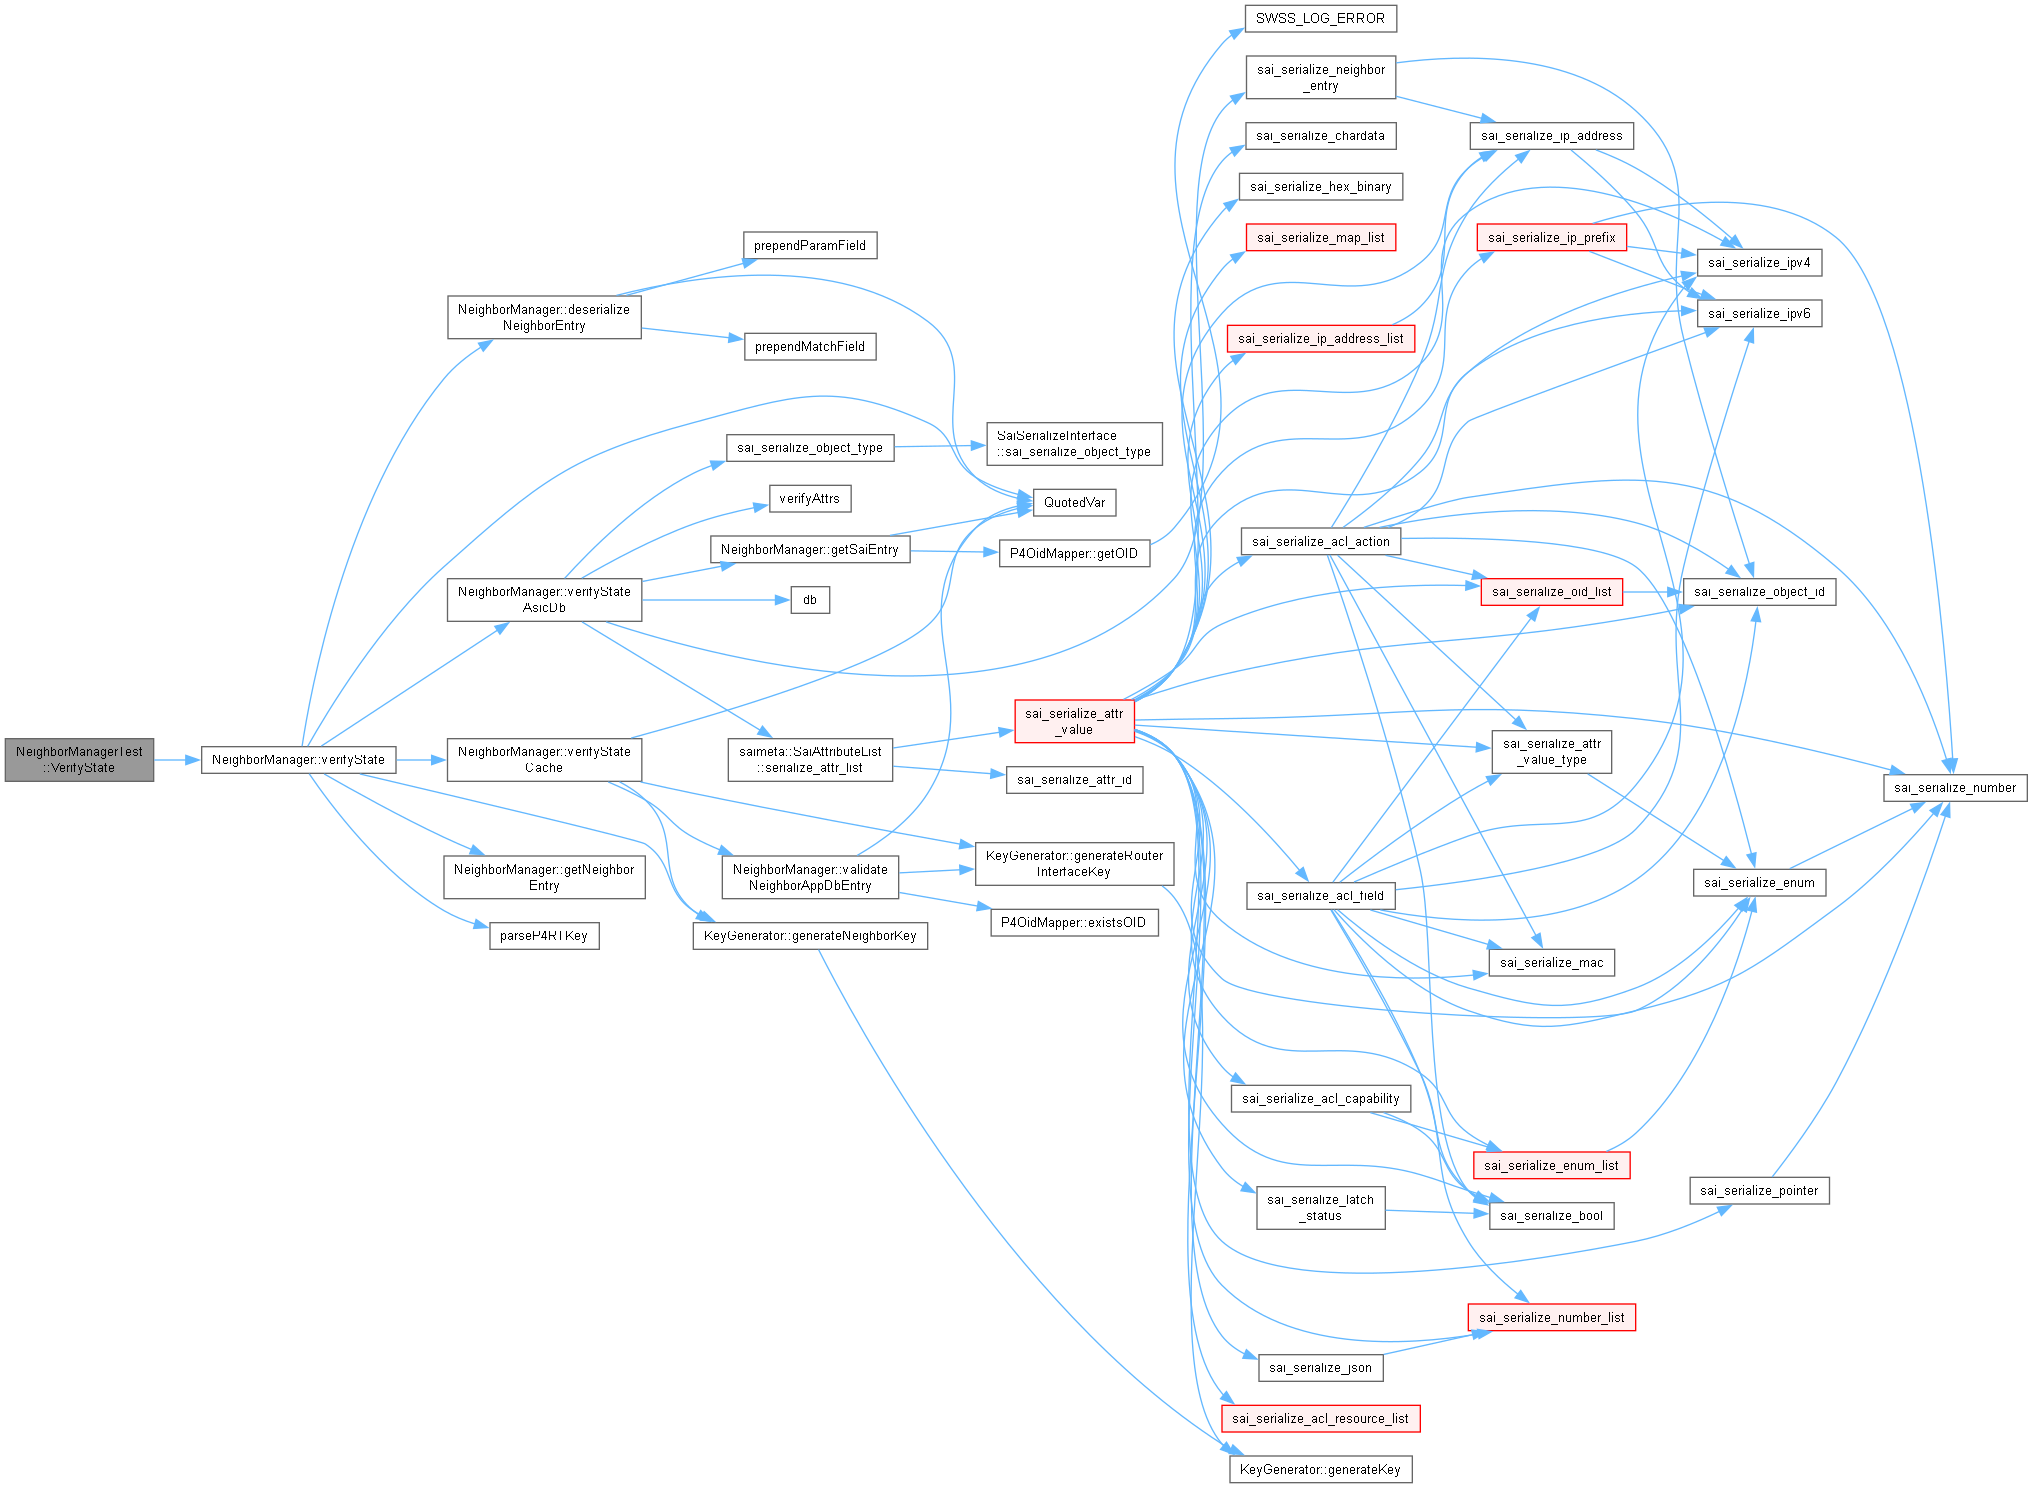 NeighborManagerTest
::VerifyState
NeighborManager::verifyState
NeighborManager::deserialize
NeighborEntry
prependParamField
prependMatchField
NeighborManager::verifyState
AsicDb
sai_serialize_object_type
SaiSerializeInterface
::sai_serialize_object_type
verifyAttrs
QuotedVar
NeighborManager::getSaiEntry
P4OidMapper::getOID
db
NeighborManager::verifyState
Cache
saimeta::SaiAttributeList
::serialize_attr_list
sai_serialize_attr
_value
sai_serialize_attr_id
NeighborManager::getNeighbor
Entry
NeighborManager::validate
NeighborAppDbEntry
KeyGenerator::generateRouter
InterfaceKey
P4OidMapper::existsOID
parseP4RTKey
KeyGenerator::generateNeighborKey
SWSS_LOG_ERROR
sai_serialize_neighbor
_entry
sai_serialize_chardata
sai_serialize_hex_binary
sai_serialize_map_list
sai_serialize_ip_address_list
sai_serialize_acl_action
sai_serialize_acl_field
sai_serialize_acl_capability
sai_serialize_latch
_status
sai_serialize_json
sai_serialize_acl_resource_list
KeyGenerator::generateKey
sai_serialize_ip_address
sai_serialize_ip_prefix
sai_serialize_oid_list
sai_serialize_attr
_value_type
sai_serialize_mac
sai_serialize_enum_list
sai_serialize_bool
sai_serialize_number_list
sai_serialize_ipv4
sai_serialize_ipv6
sai_serialize_object_id
sai_serialize_enum
sai_serialize_pointer
sai_serialize_number